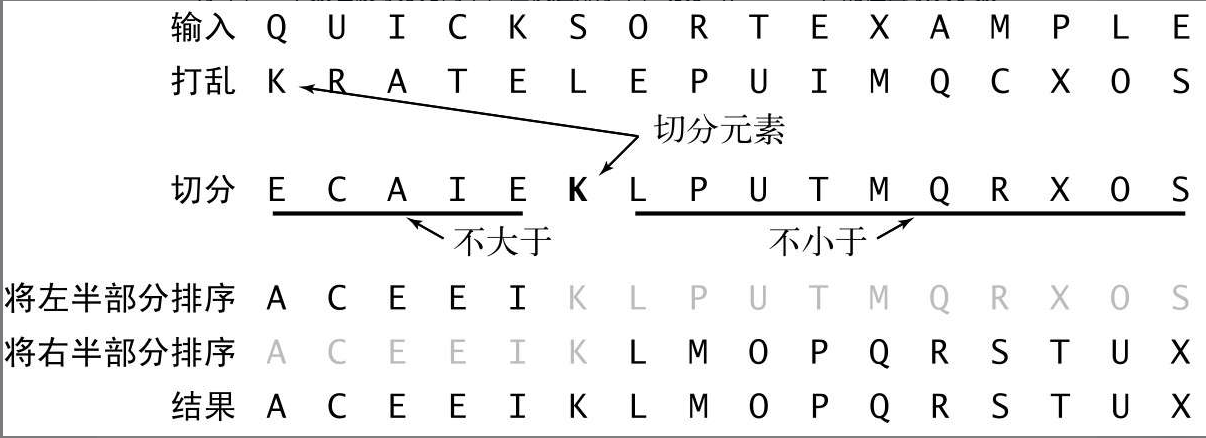 输入 Q U I C K S O R T E X A M P L E
打乱 K R A T E L E P U I M Q C X O S
切分元素
切分 E C A I E K L P U T M Q R X O S
不大于 不小于
将左半部分排序 A C E E I K L P U T M Q R X O S
将右半部分排序 A C E E I K L M O P Q R S T U X
结果 A C E E I K L M O P Q R S T U X